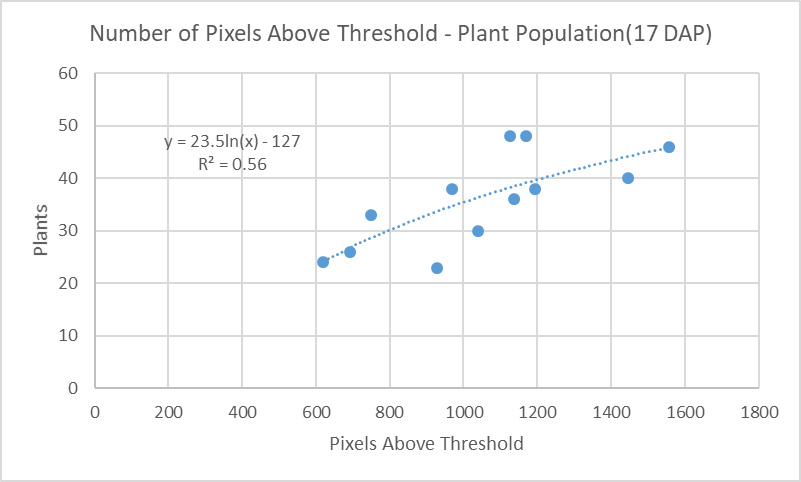 Number of Pixels Above Threshold - Plant Population(17 DAP)
60
50
40
30
20
10
0
y = 23.5ln(x) - 127
R² = 0.56
Plants
0 200 400 600 800 1000 1200 1400 1600 1800
Pixels Above Threshold